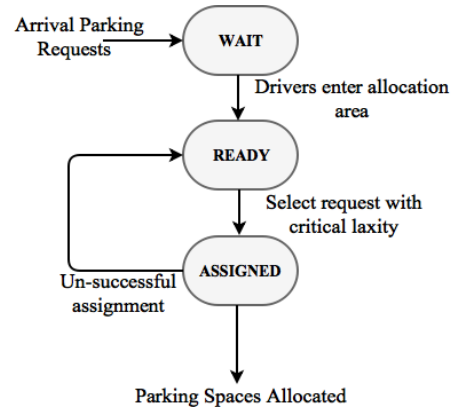 Arrival Parking
Requests
WAIT
Drivers enter allocation
area
READY
Select request with
critical laxity
ASSIGNED
Un-successful
assignment
Parking Spaces Allocated